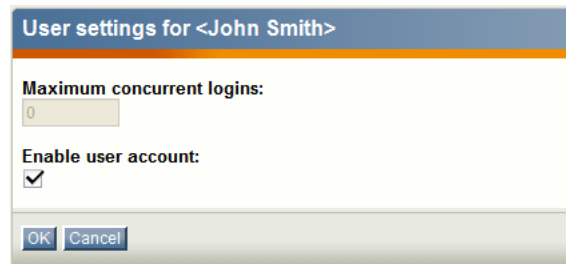 User settings for <John Smith>
Maximum concurrent logins:
0
Enable user account:
OK Cancel